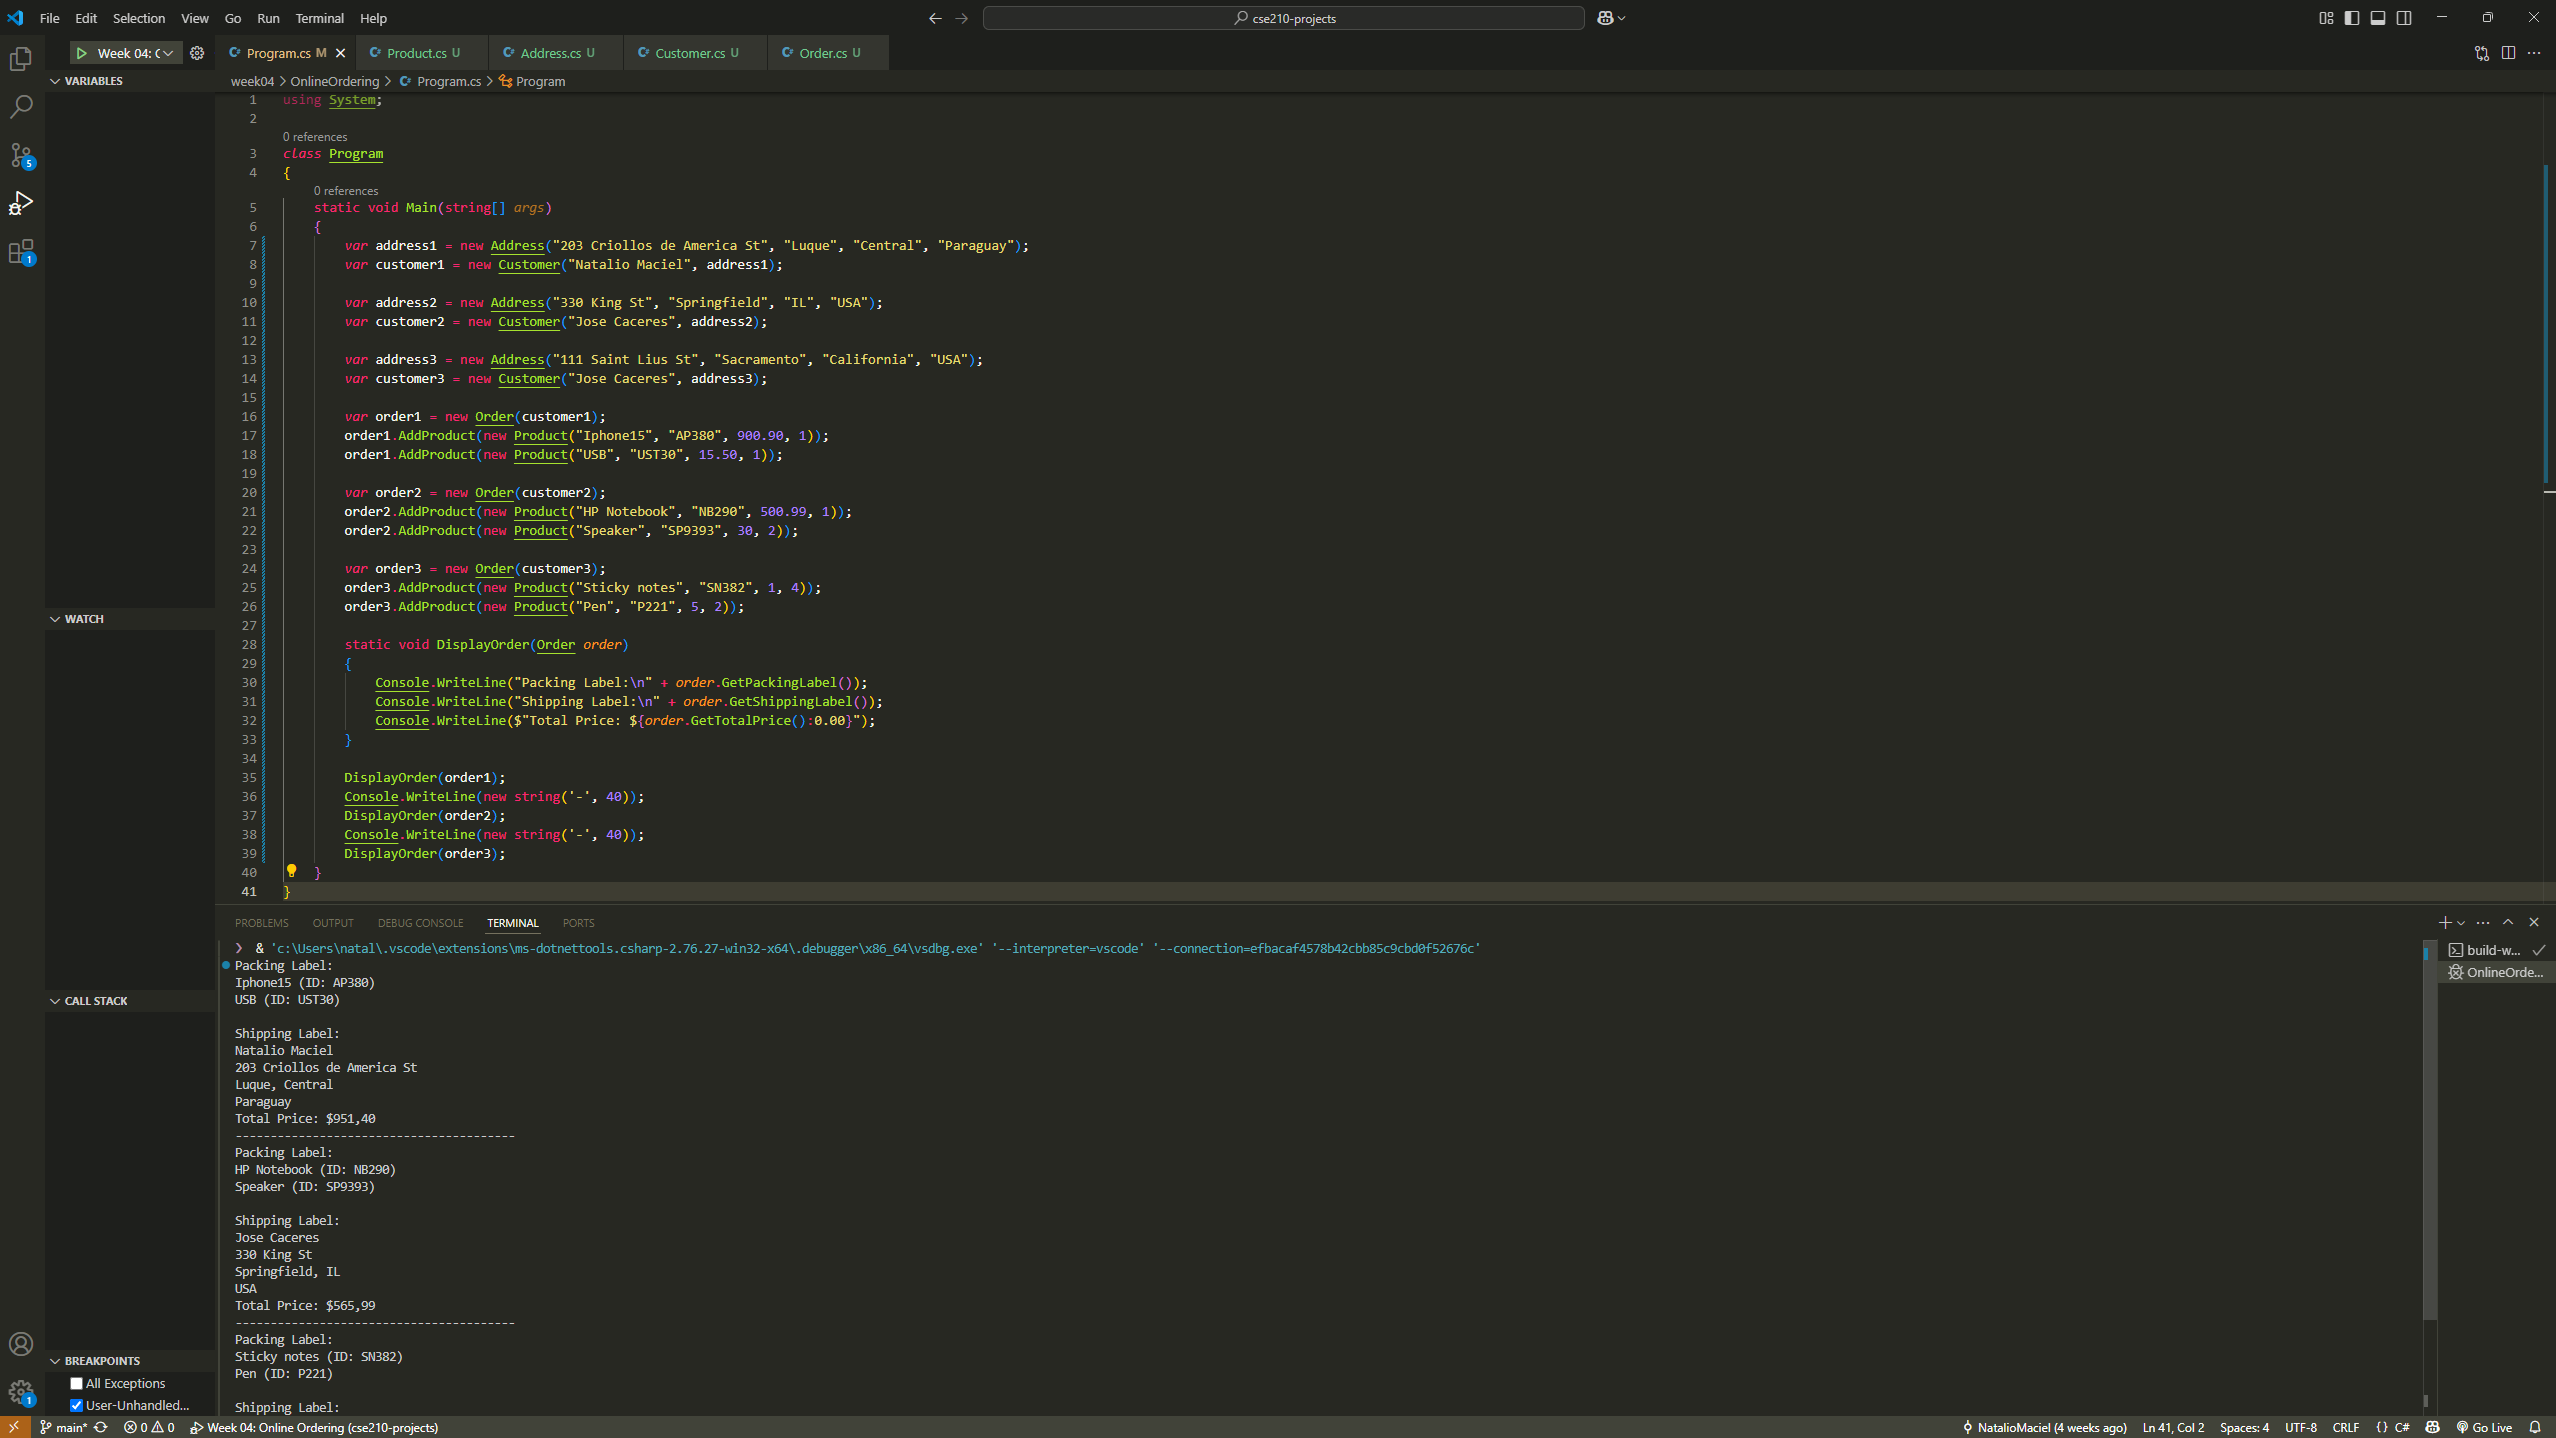 File Edit Selection View Go Run Terminal Help
cse210-projects
Week 04: C
Program.cs M
Product.cs U
Address.cs U
Customer.cs U
Order.cs U
VARIABLES
week04 > OnlineOrdering > Program.cs > Program
1 using System;
2
0 references
3 class Program
4 {
0 references
5 static void Main(string[] args)
6 {
7 var address1 = new Address("203 Criollos de America St", "Luque", "Central", "Paraguay");
8 var customer1 = new Customer("Natalio Maciel", address1);
9
10 var address2 = new Address("330 King St", "Springfield", "IL", "USA");
11 var customer2 = new Customer("Jose Caceres", address2);
12
13 var address3 = new Address("111 Saint Lius St", "Sacramento", "California", "USA");
14 var customer3 = new Customer("Jose Caceres", address3);
15
16 var order1 = new Order(customer1);
17 order1.AddProduct(new Product("Iphone15", "AP380", 900.90, 1));
18 order1.AddProduct(new Product("USB", "UST30", 15.50, 1));
19
20 var order2 = new Order(customer2);
21 order2.AddProduct(new Product("HP Notebook", "NB290", 500.99, 1));
22 order2.AddProduct(new Product("Speaker", "SP9393", 30, 2));
23
24 var order3 = new Order(customer3);
25 order3.AddProduct(new Product("Sticky notes", "SN382", 1, 4));
26 order3.AddProduct(new Product("Pen", "P221", 5, 2));
27
28 static void DisplayOrder(Order order)
29 {
30 Console.WriteLine("Packing Label:\n" + order.GetPackingLabel());
31 Console.WriteLine("Shipping Label:\n" + order.GetShippingLabel());
32 Console.WriteLine($"Total Price: ${order.GetTotalPrice():0.00}");
33 }
34
35 DisplayOrder(order1);
36 Console.WriteLine(new string('-', 40));
37 DisplayOrder(order2);
38 Console.WriteLine(new string('-', 40));
39 DisplayOrder(order3);
40 }
41 }
WATCH
CALL STACK
BREAKPOINTS
All Exceptions
User-Unhandled...
PROBLEMS OUTPUT DEBUG CONSOLE TERMINAL PORTS
build-w...
OnlineOrde...
& 'c:\Users\natal\.vscode\extensions\ms-dotnettools.csharp-2.76.27-win32-x64\.debugger\x86_64\vsdbg.exe' '--interpreter=vscode' '--connection=efbacaf4578b42cbb85c9cbd0f52676c'
Packing Label:
Iphone15 (ID: AP380)
USB (ID: UST30)
Shipping Label:
Natalio Maciel
203 Criollos de America St
Luque, Central
Paraguay
Total Price: $951,40
----------------------------------------
Packing Label:
HP Notebook (ID: NB290)
Speaker (ID: SP9393)
Shipping Label:
Jose Caceres
330 King St
Springfield, IL
USA
Total Price: $565,99
----------------------------------------
Packing Label:
Sticky notes (ID: SN382)
Pen (ID: P221)
Shipping Label:
5
1
1
main* 0 0 Week 04: Online Ordering (cse210-projects)
NatalioMaciel (4 weeks ago) Ln 41, Col 2 Spaces: 4 UTF-8 CRLF {} C# Go Live